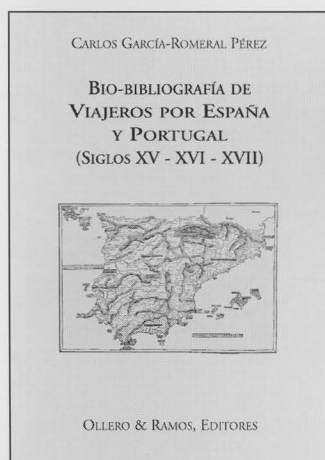 CARLOS GARCÍA-ROMERAL PÉREZ
BIO-BIBLIOGRAFÍA DE
VIAJEROS POR ESPAÑA
Y PORTUGAL
(SIGLOS XV - XVI - XVII)
OLLERO & RAMOS, EDITORES